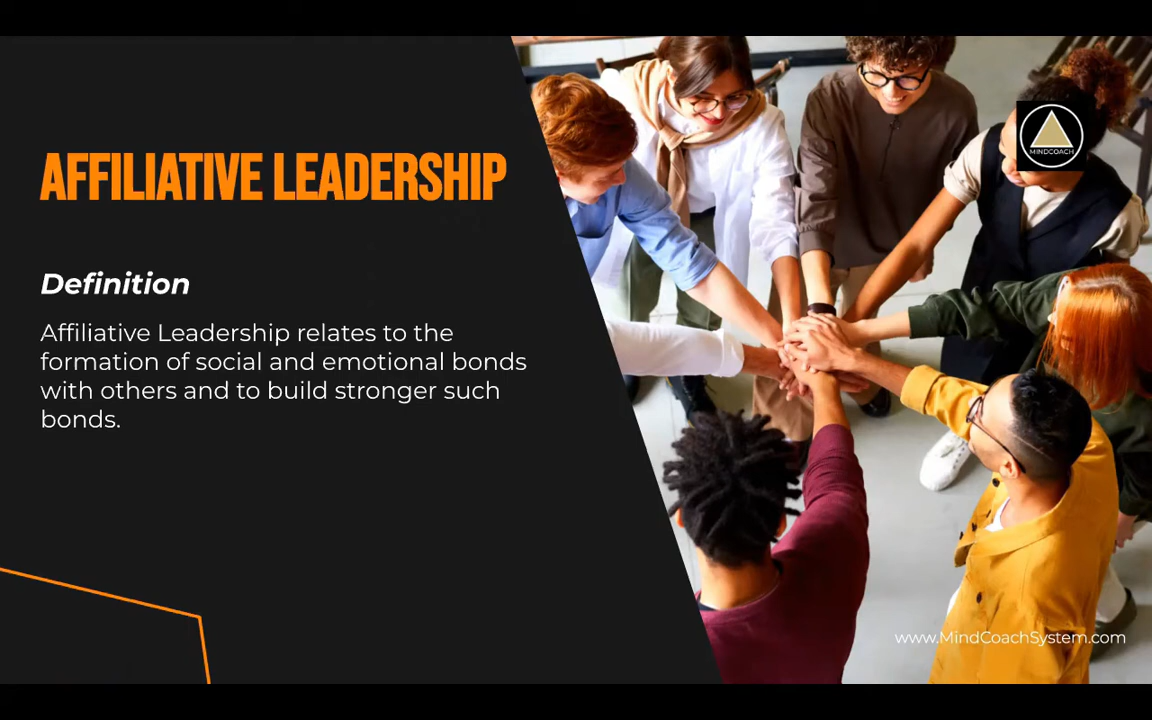 AFFILIATIVE LEADERSHIP
Definition
Affiliative Leadership relates to the
formation of social and emotional bonds
with others and to build stronger such
bonds.
MINDCOACH
www.MindCoachSystem.com